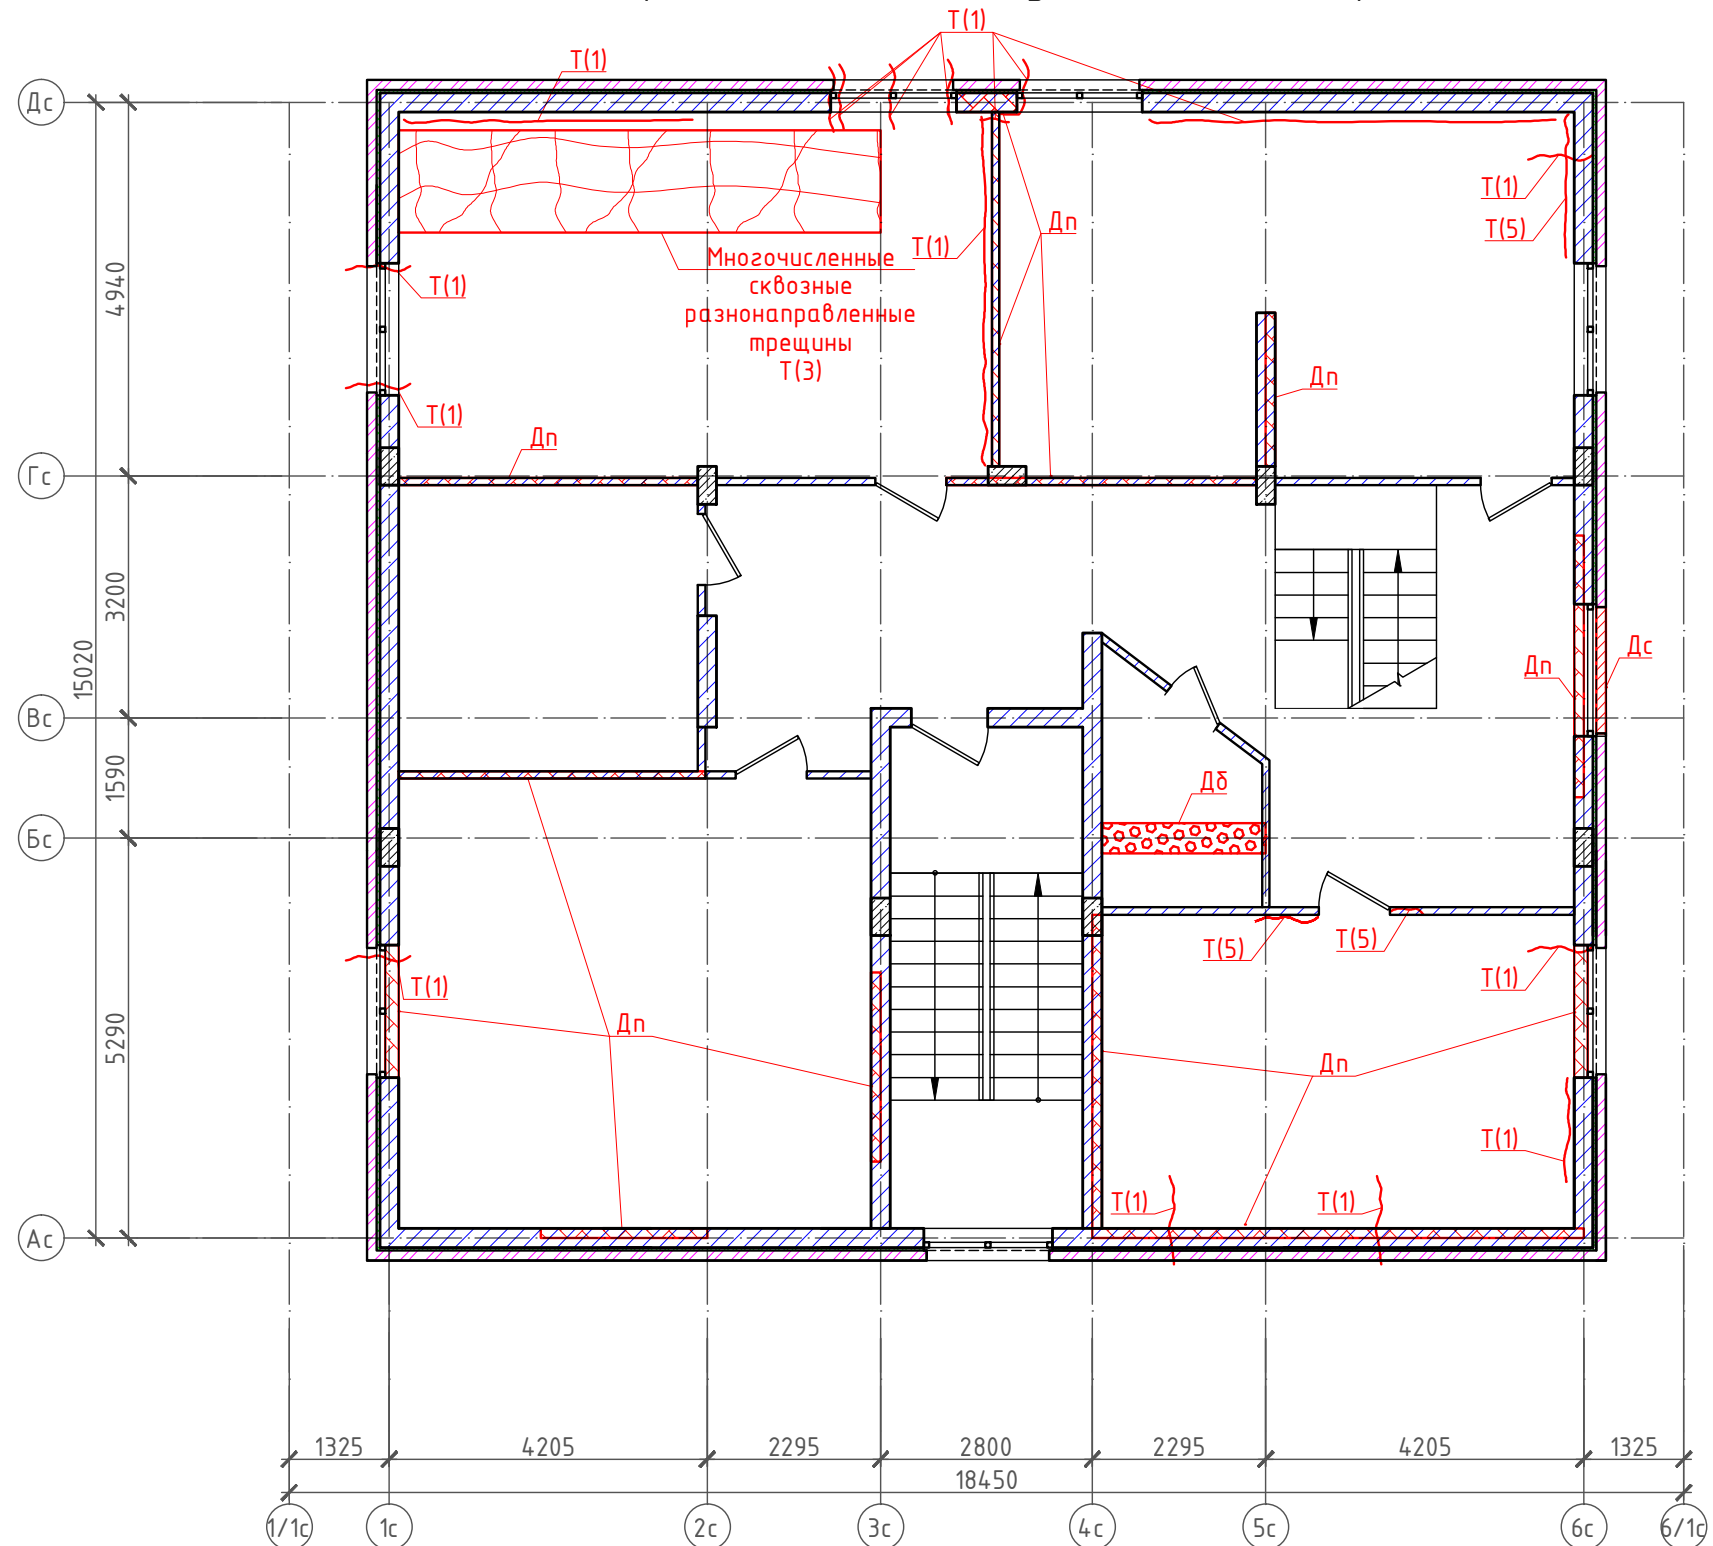 Т(1)
Т(1)
Дс
Т(1)
Т(5)
Дп
Т(1)
Многочисленные
сквозные
разнонаправленные
трещины
Т(3)
Т(1)
4940
Дп
Т(1)
Дп
Гс
3200
15020
Дп
Дс
Вс
1590
Дб
Бс
Т(5)
Т(5)
Т(1)
Т(1)
Дп
5290
Дп
Т(1)
Т(1)
Т(1)
Ас
1325
4205
2295
2800
2295
4205
1325
18450
1/1с
1с
2с
3с
4с
5с
6с
6/1с